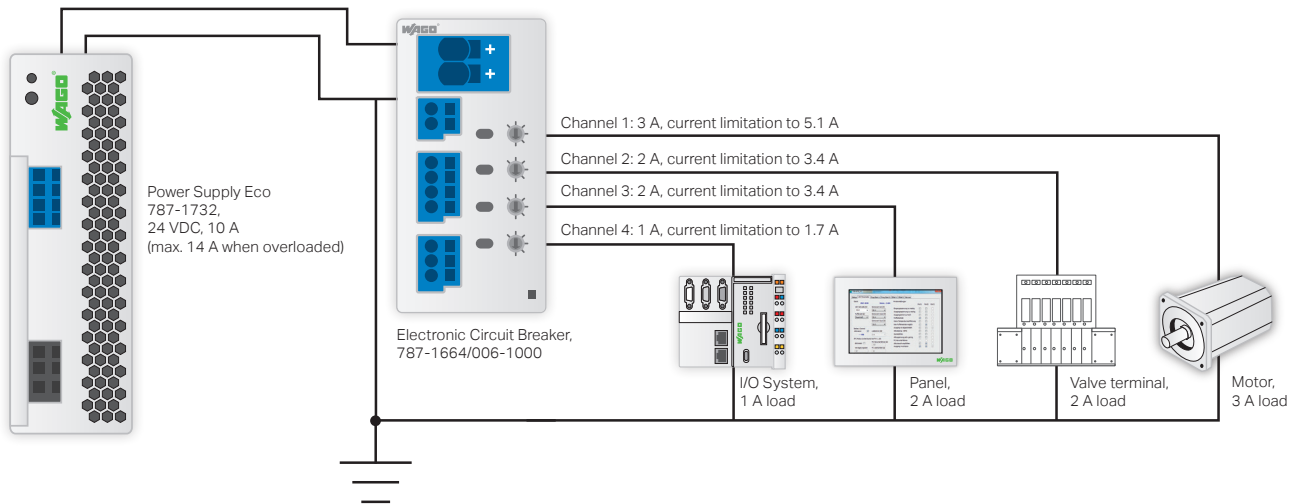 WAGO
WAGO
+
+
Channel 1: 3 A, current limitation to 5.1 A
Channel 2: 2 A, current limitation to 3.4 A
Channel 3: 2 A, current limitation to 3.4 A
Channel 4: 1 A, current limitation to 1.7 A
Power Supply Eco
787-1732,
24 VDC, 10 A
(max. 14 A when overloaded)
Electronic Circuit Breaker,
787-1664/006-1000
WAGO
WAGO
I/O System,
1 A load
Panel,
2 A load
Valve terminal,
2 A load
Motor,
3 A load